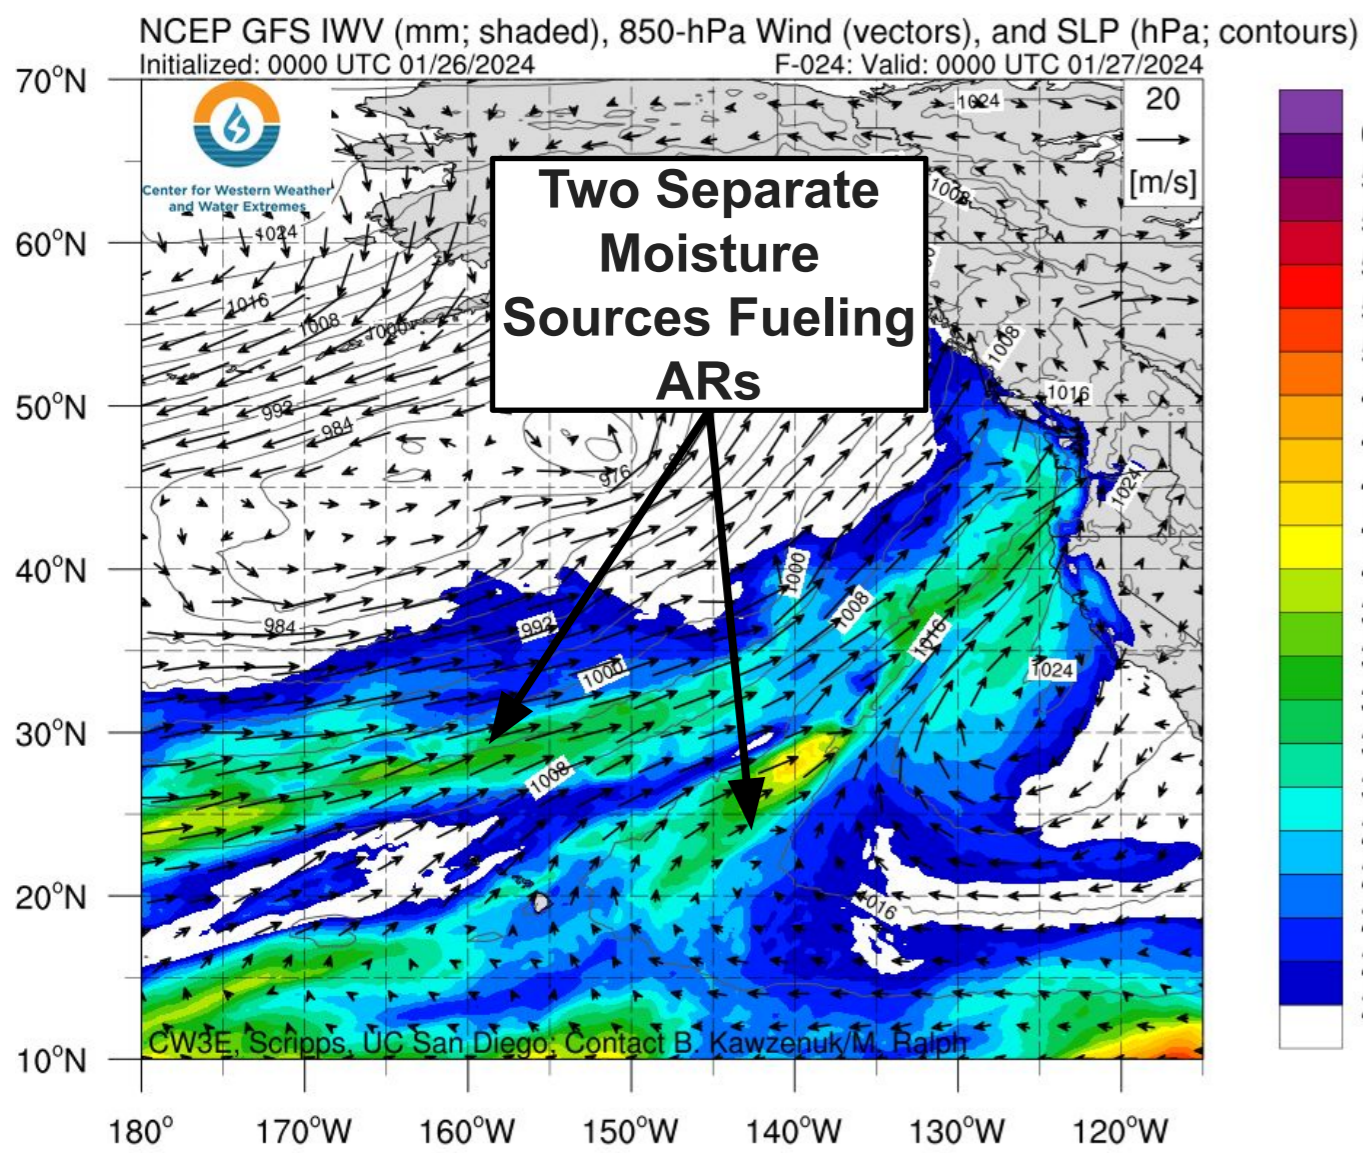 NCEP GFS IWV (mm; shaded), 850-hPa Wind (vectors), and SLP (hPa; contours)
Initialized: 0000 UTC 01/26/2024
F-024: Valid: 0000 UTC 01/27/2024
70°N
60°N
50°N
40°N
30°N
20°N
10°N
Center for Western Weather
and Water Extremes
20
[m/s]
Two Separate
Moisture
Sources Fueling
ARs
1024
1008
1024
1016
1008
1000
1008
1016
992
984
976
1024
1000
1008
984
992
1016
1000
1024
1008
1016
CW3E, Scripps, UC San Diego; Contact B. Kawzenuk/M. Ralph
180°
170°W
160°W
150°W
140°W
130°W
120°W